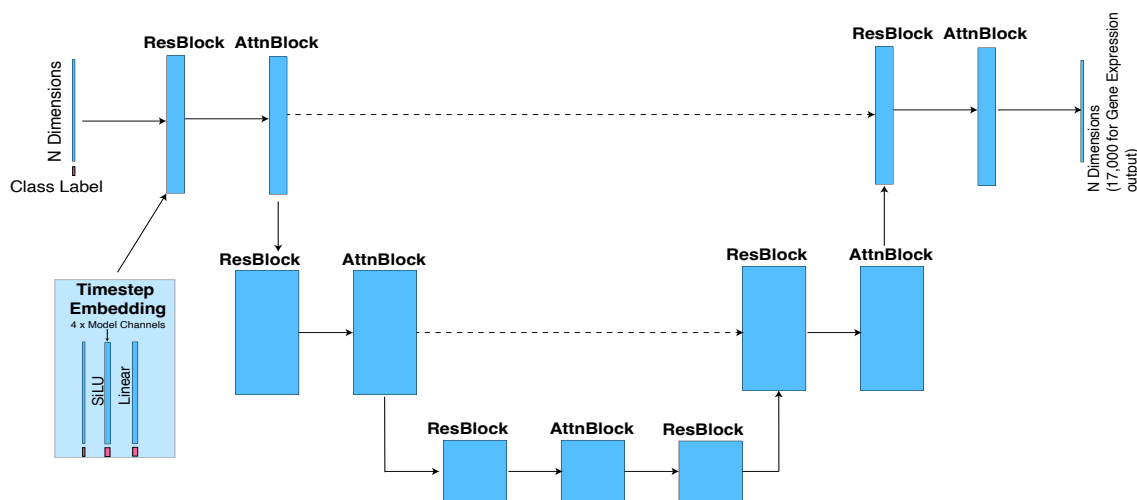 ResBlock
AttnBlock
N Dimensions
Class Label
ResBlock
AttnBlock
N Dimensions
(17,000 for Gene Expression
output)
ResBlock
AttnBlock
ResBlock
AttnBlock
Timestep
Embedding
4 x Model Channels
SiLU
Linear
ResBlock
AttnBlock
ResBlock